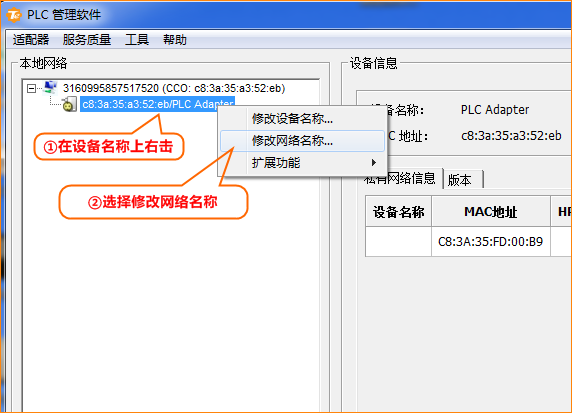 PLC 管理软件
适配器 服务质量 工具 帮助
本地网络
设备信息
3160995857517520 (CCO: c8:3a:35:a3:52:eb)
c8:3a:35:a3:52:eb/PLC Adapter
修改设备名称...
修改网络名称...
扩展功能
①在设备名称上右击
②选择修改网络名称
设备名称: PLC Adapter
地址: c8:3a:35:a3:52:eb
私有网络信息 版本
设备名称 MAC地址
C8:3A:35:FD:00:B9